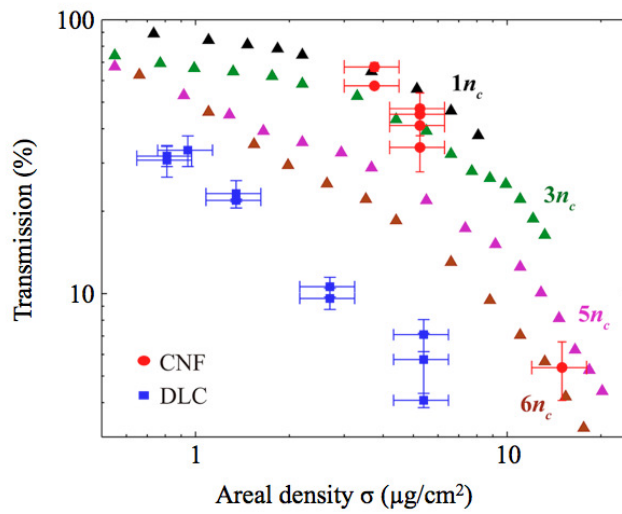 100
10
Transmission (%)
1n_c
3n_c
5n_c
6n_c
CNF
DLC
1
10
Areal density σ (μg/cm²)